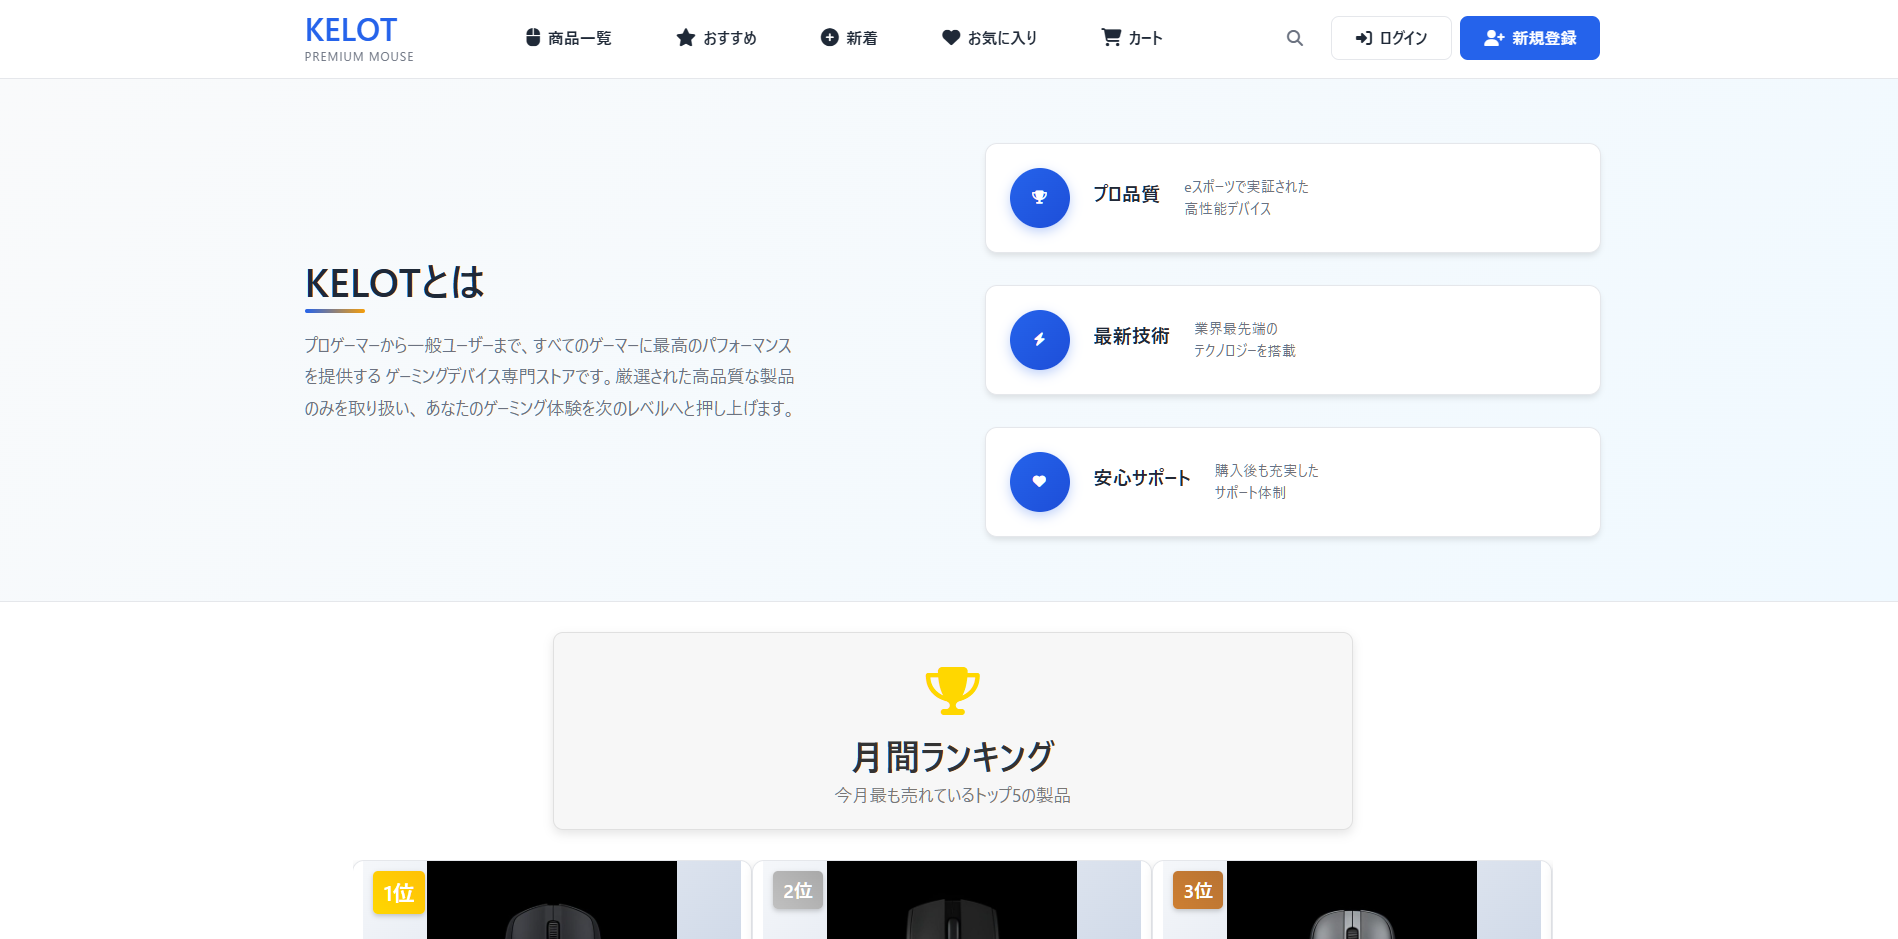 KELOT
PREMIUM MOUSE
商品一覧
おすすめ
新着
お気に入り
カート
ログイン
新規登録
KELOTとは
プロゲーマーから一般ユーザーまで、すべてのゲーマーに最高のパフォーマンス
を提供する ゲーミングデバイス専門ストアです。厳選された高品質な製品
のみを取り扱い、 あなたのゲーミング体験を次のレベルへと押し上げます。
プロ品質
eスポーツで実証された
高性能デバイス
最新技術
業界最先端の
テクノロジーを搭載
安心サポート
購入後も充実した
サポート体制
月間ランキング
今月最も売れているトップ5の製品
1位
2位
3位